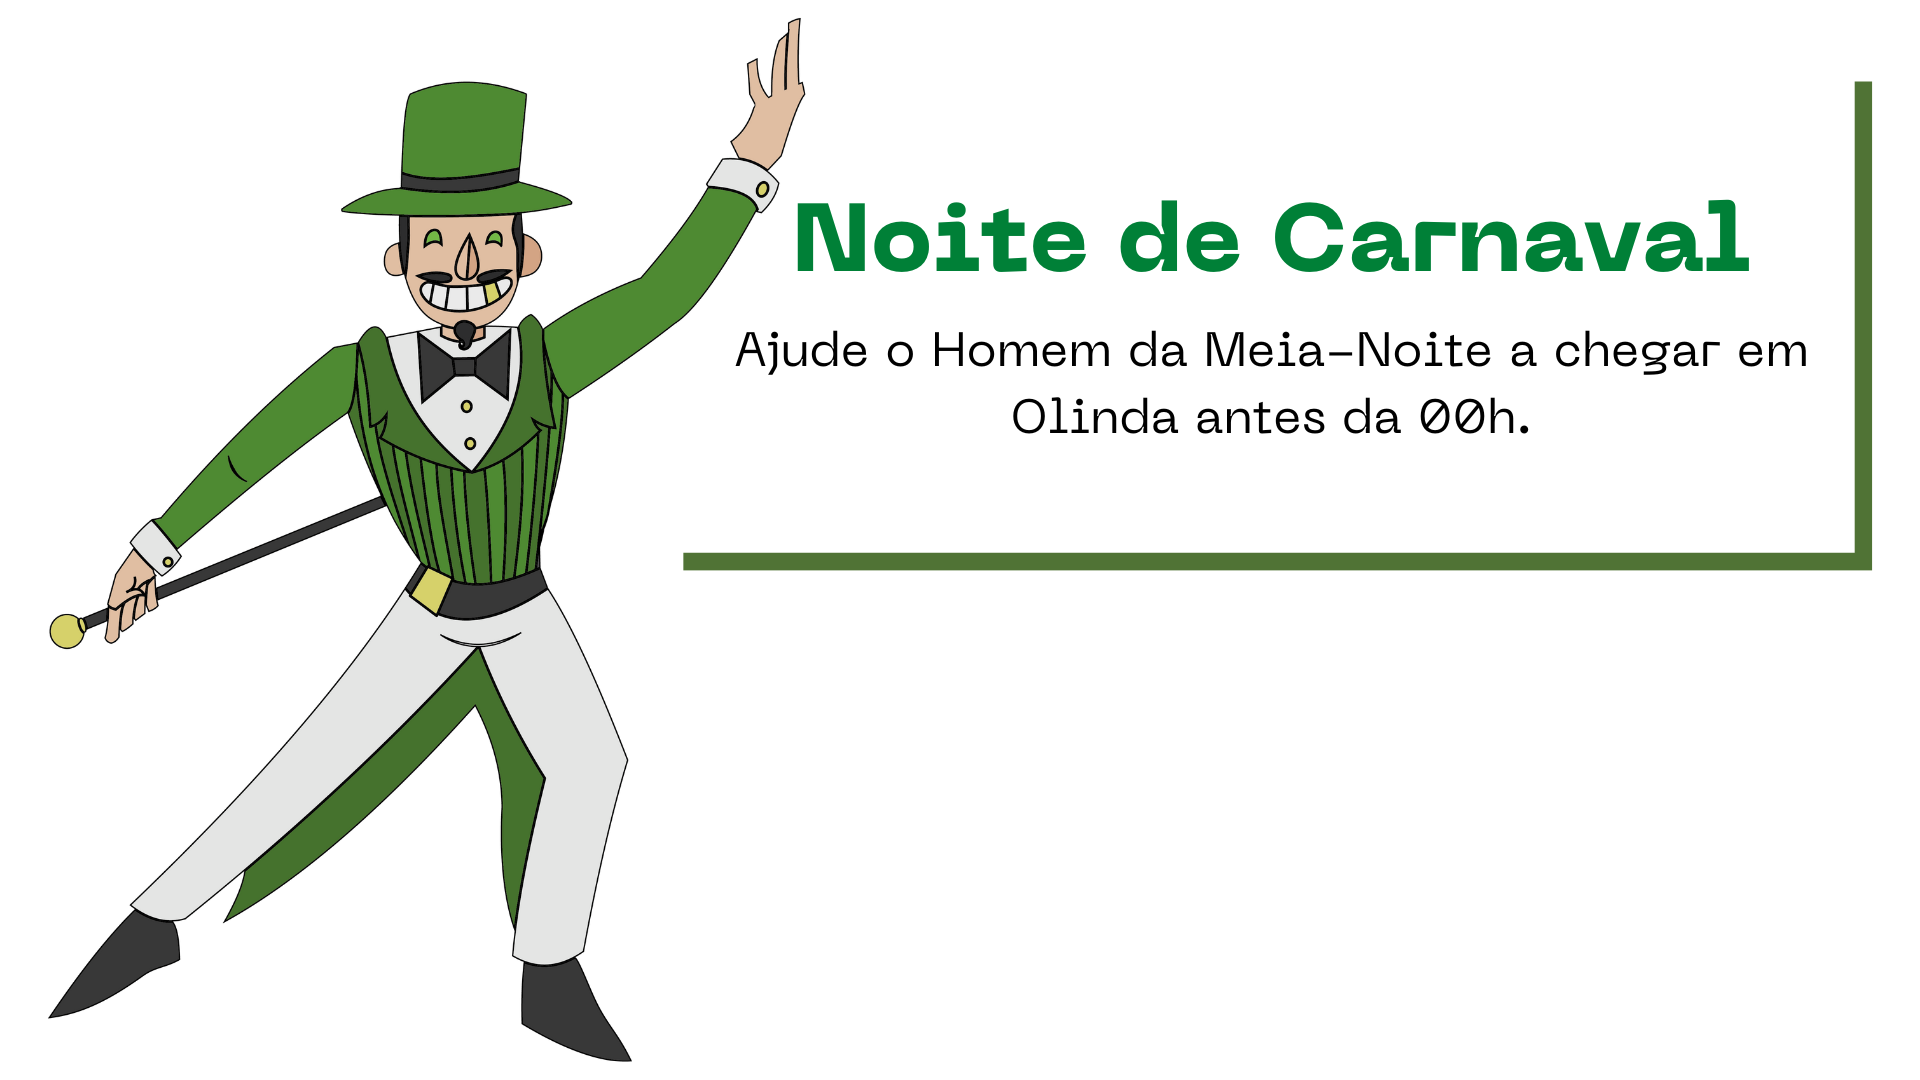 Noite de Carnaval
Ajude o Homem da Meia-Noite a chegar em
Olinda antes da 00h.